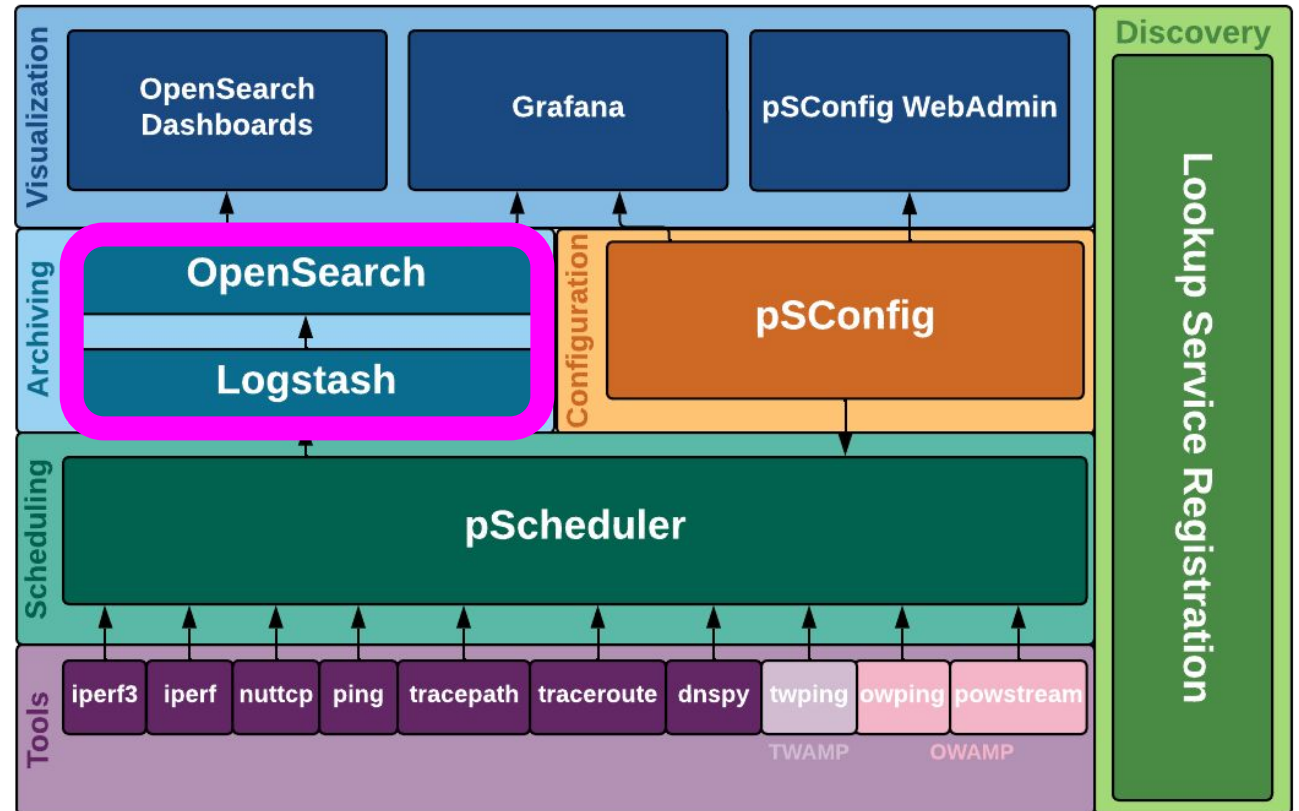 Visualization
OpenSearch
Dashboards
Grafana
pSConfig WebAdmin
Discovery
Lookup Service Registration
Archiving
OpenSearch
Logstash
Configuration
pSConfig
Scheduling
pScheduler
Tools
iperf3
iperf
nuttcp
ping
tracepath
traceroute
dnspy
twping
owping
powstream
TWAMP
OWAMP